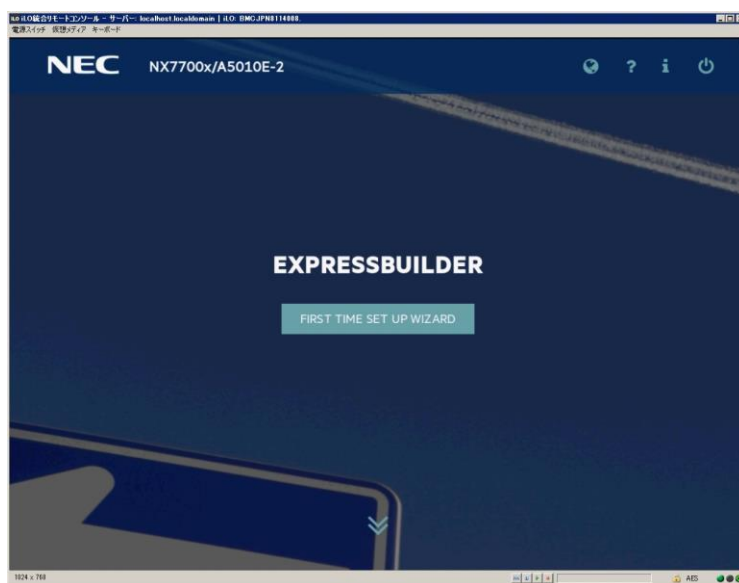 iLO統合リモートコンソール - サーバー: localhost.localdomain | iLO: BMCJPN0114080.
電源スイッチ 仮想メディア キーボード
NEC NX7700x/A5010E-2
EXPRESSBUILDER
FIRST TIME SET UP WIZARD
1024 x 768 AES